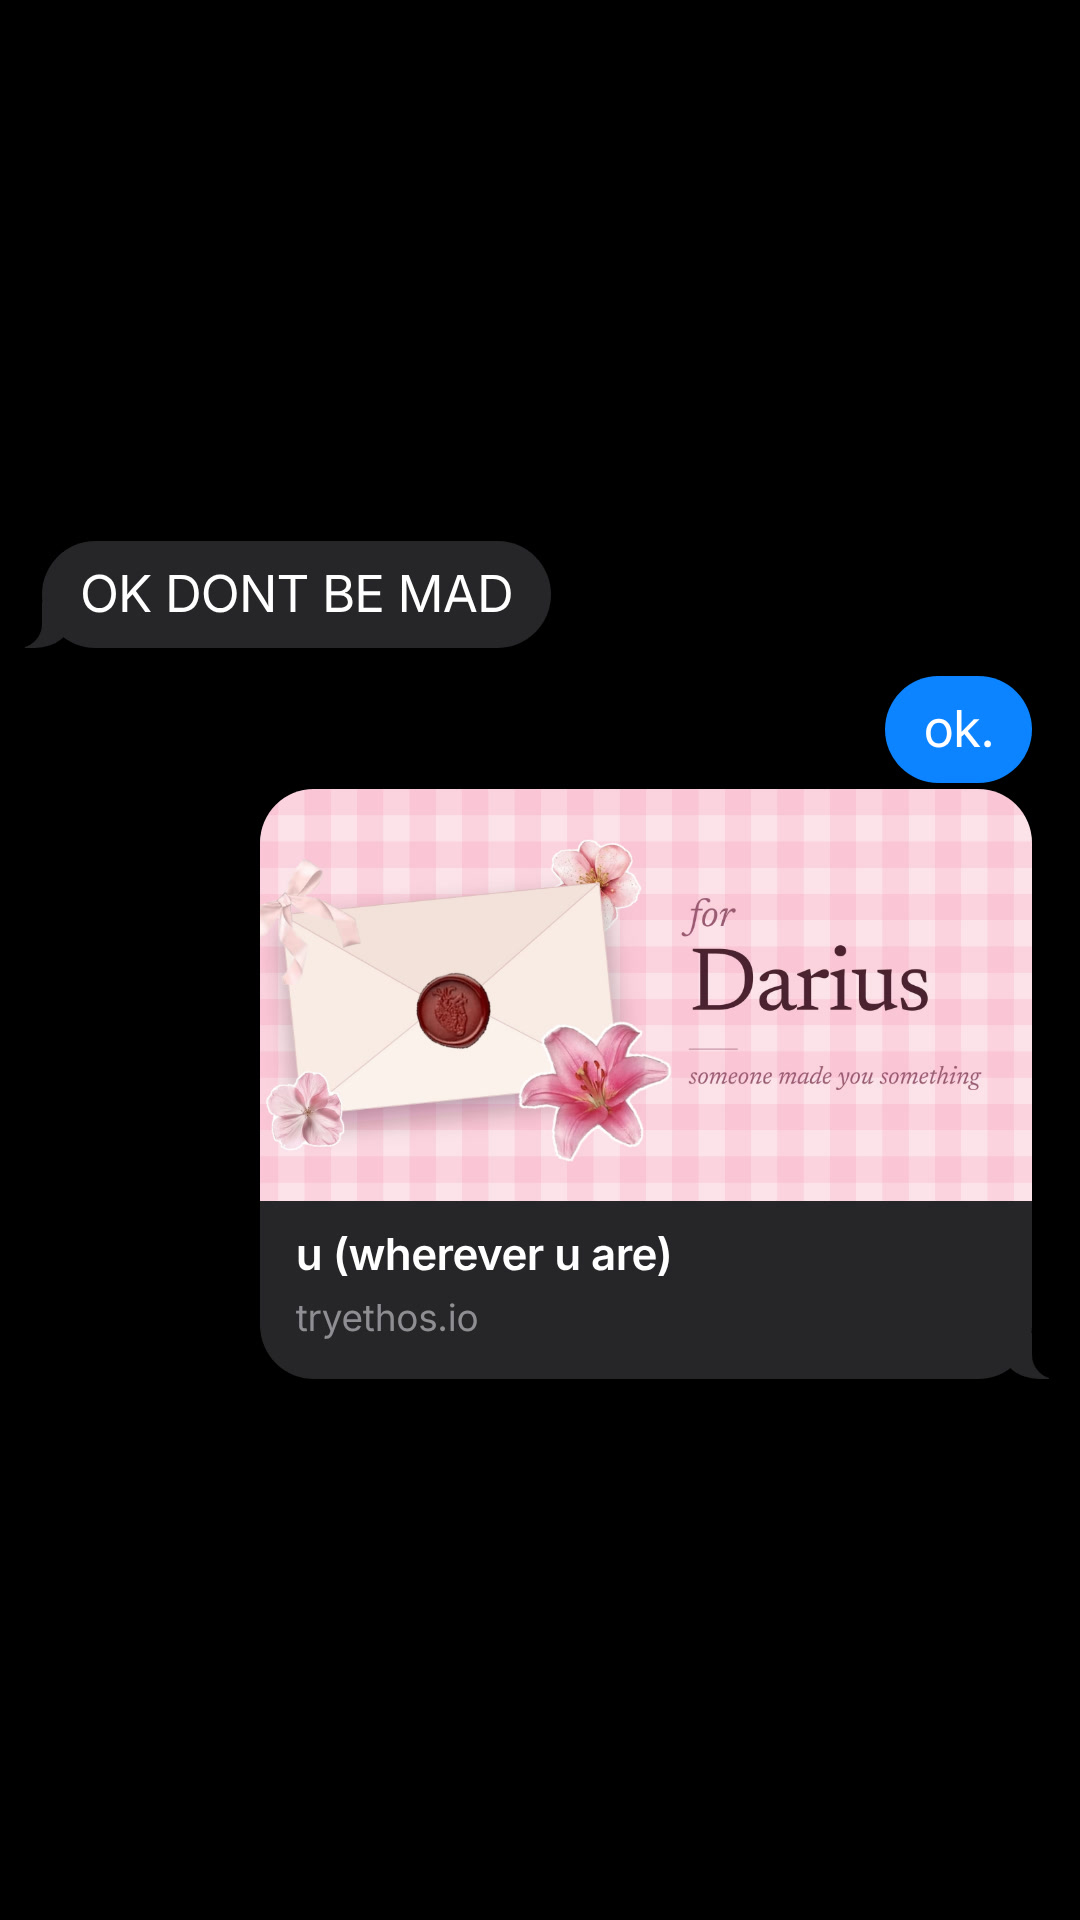 OK DONT BE MAD
ok.
for
Darius
someone made you something
u (wherever u are)
tryethos.io